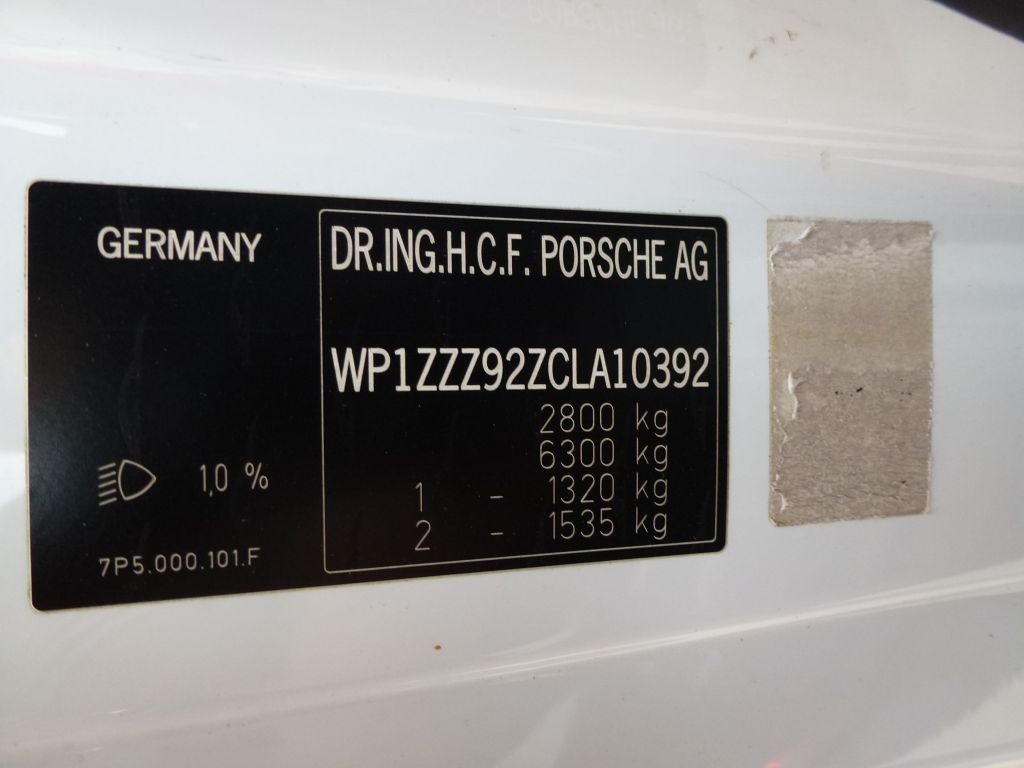 GERMANY
DR.ING.H.C.F. PORSCHE AG
WP1ZZZ92ZCLA10392
2800 kg
6300 kg
1 - 1320 kg
2 - 1535 kg
1,0 %
7P5.000.101.F